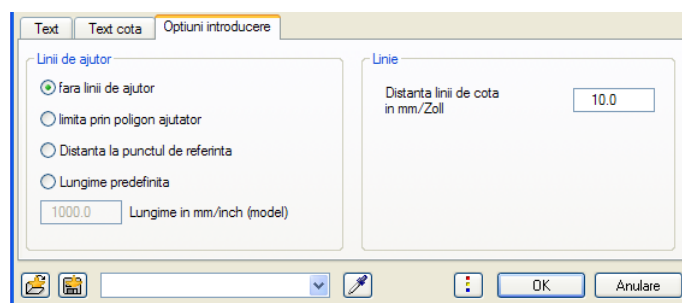 Text Text cota Optiuni introducere
Linii de ajutor
fara linii de ajutor
limita prin poligon ajutator
Distanta la punctul de referinta
Lungime predefinita
1000.0 Lungime in mm/inch (model)
Linie
Distanta linii de cota
in mm/Zoll
10.0
OK Anulare